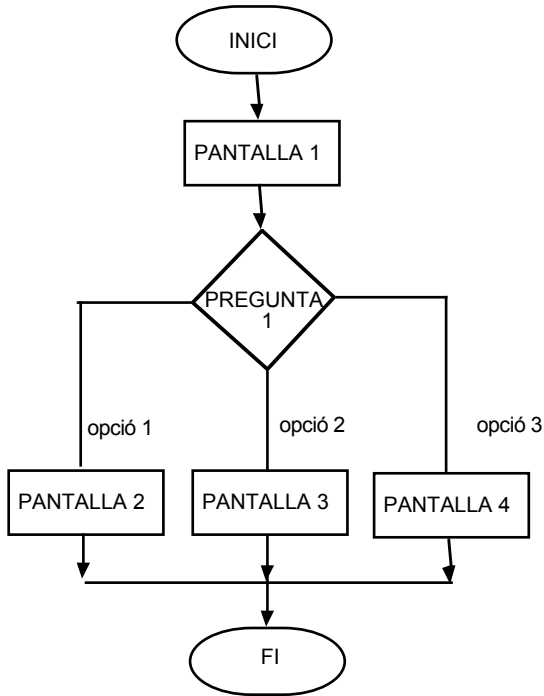 INICI
PANTALLA 1
PREGUNTA
1
opció 1
opció 2
opció 3
PANTALLA 2
PANTALLA 3
PANTALLA 4
FI